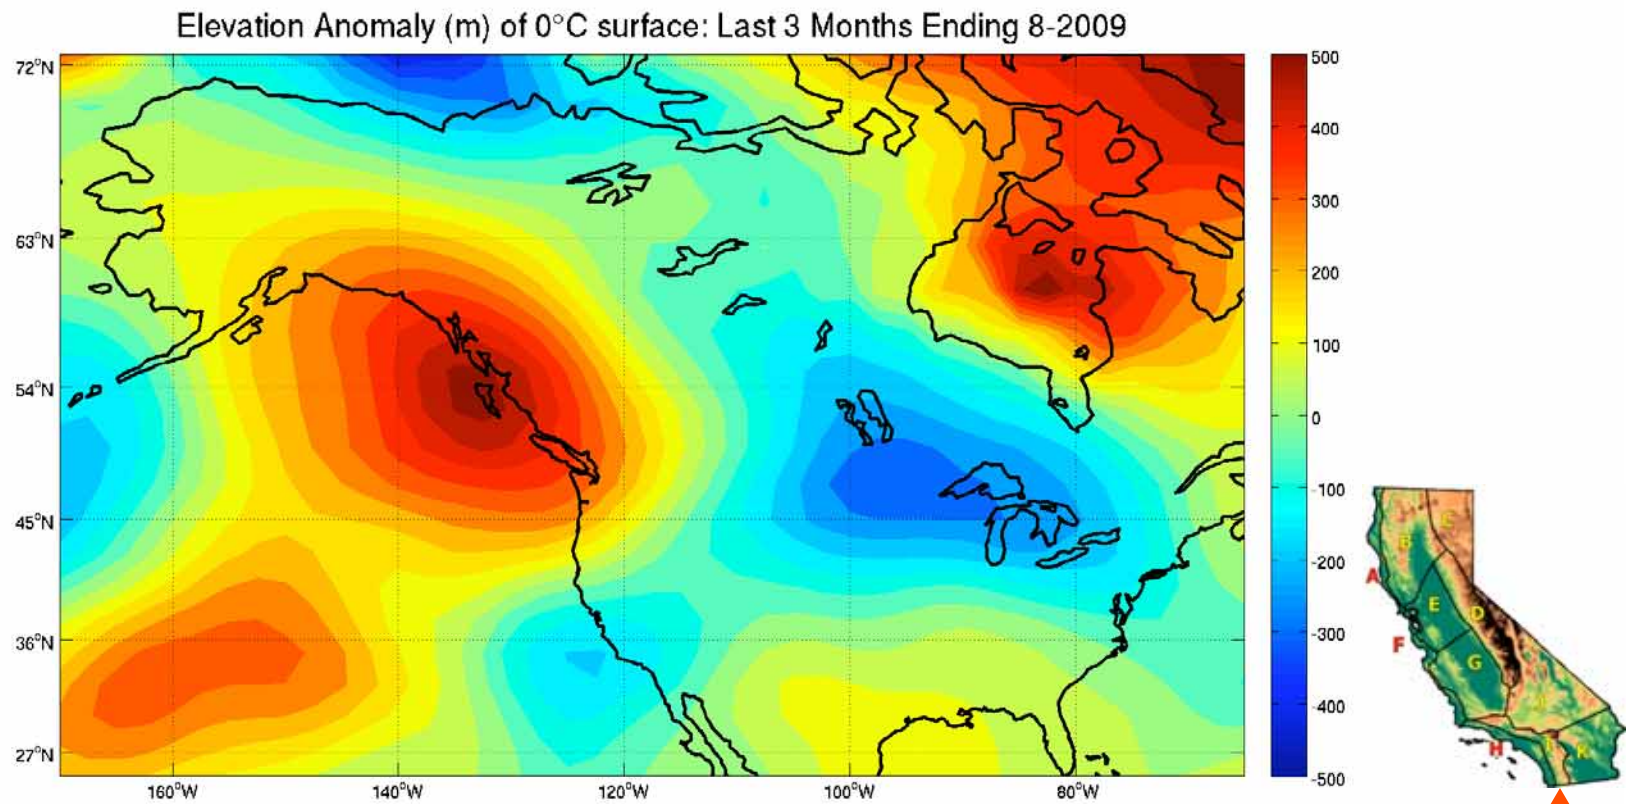 Elevation Anomaly (m) of 0°C surface: Last 3 Months Ending 8-2009
72°N
63°N
54°N
45°N
36°N
27°N
160°W
140°W
120°W
100°W
80°W
500
400
300
200
100
0
-100
-200
-300
-400
-500
C
B
A
E
D
F
G
J
H
I
K